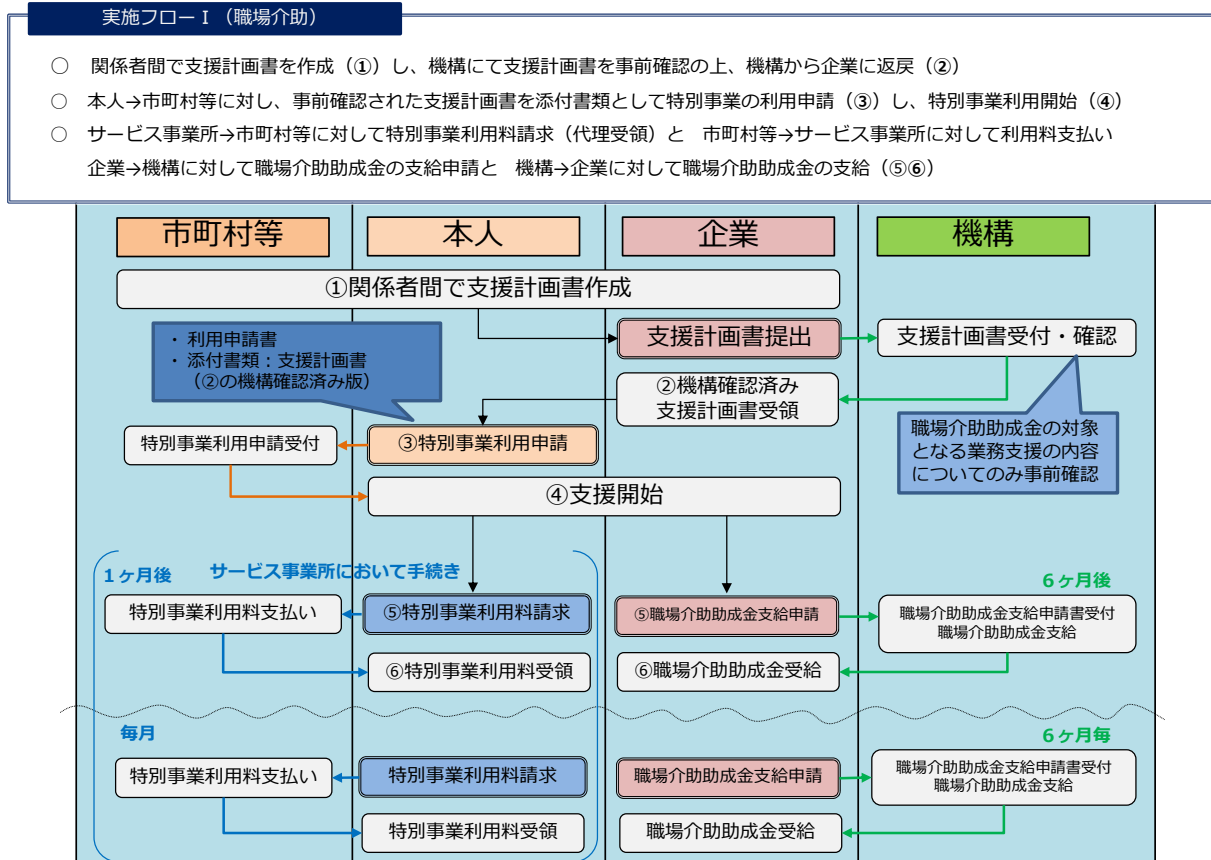 実施フローⅠ（職場介助）
○　関係者間で支援計画書を作成（①）し、機構にて支援計画書を事前確認の上、機構から企業に返戻（②）
○　本人→市町村等に対し、事前確認された支援計画書を添付書類として特別事業の利用申請（③）し、特別事業利用開始（④）
○　サービス事業所→市町村等に対して特別事業利用料請求（代理受領）と　市町村等→サービス事業所に対して利用料支払い
企業→機構に対して職場介助助成金の支給申請と　機構→企業に対して職場介助助成金の支給（⑤⑥）
市町村等
本人
企業
機構
①関係者間で支援計画書作成
・利用申請書
・添付書類：支援計画書
（②の機構確認済み版）
支援計画書提出
支援計画書受付・確認
②機構確認済み
支援計画書受領
職場介助助成金の対象
となる業務支援の内容
についてのみ事前確認
特別事業利用申請受付
③特別事業利用申請
④支援開始
１ヶ月後
サービス事業所において手続き
６ヶ月後
特別事業利用料支払い
⑤特別事業利用料請求
⑤職場介助助成金支給申請
職場介助助成金支給申請書受付
職場介助助成金支給
⑥特別事業利用料受領
⑥職場介助助成金受給
毎月
６ヶ月毎
特別事業利用料支払い
特別事業利用料請求
職場介助助成金支給申請
職場介助助成金支給申請書受付
職場介助助成金支給
特別事業利用料受領
職場介助助成金受給